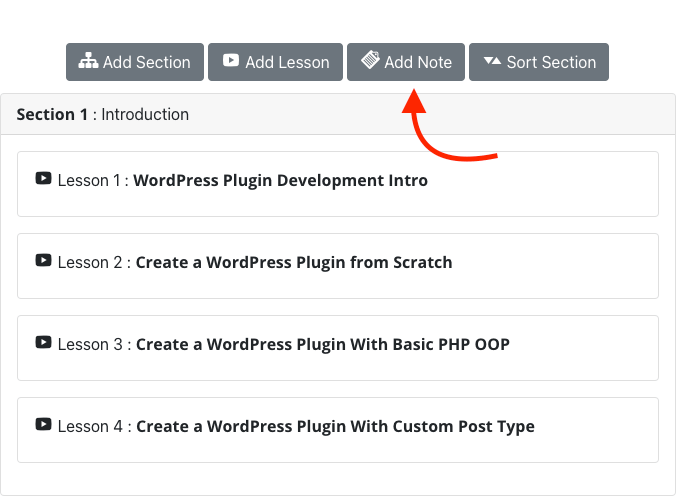 Add Section Add Lesson Add Note Sort Section
Section 1 : Introduction
Lesson 1 : WordPress Plugin Development Intro
Lesson 2 : Create a WordPress Plugin from Scratch
Lesson 3 : Create a WordPress Plugin With Basic PHP OOP
Lesson 4 : Create a WordPress Plugin With Custom Post Type